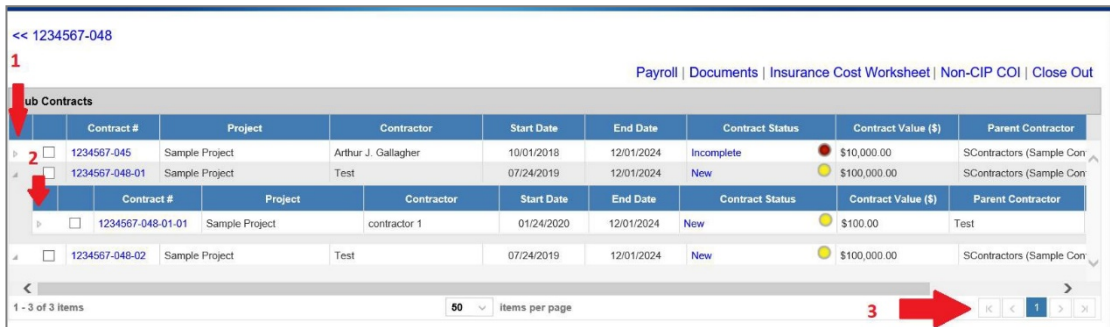 << 1234567-048
1
Payroll | Documents | Insurance Cost Worksheet | Non-CIP COI | Close Out
ub Contracts
Contract # Project Contractor Start Date End Date Contract Status Contract Value ($) Parent Contractor
1234567-045 Sample Project Arthur J. Gallagher 10/01/2018 12/01/2024 Incomplete $10,000.00 SContractors (Sample Con
2
1234567-048-01 Sample Project Test 07/24/2019 12/01/2024 New $100,000.00 SContractors (Sample Con
Contract # Project Contractor Start Date End Date Contract Status Contract Value ($) Parent Contractor
1234567-048-01-01 Sample Project contractor 1 01/24/2020 12/01/2024 New $100.00 Test
1234567-048-02 Sample Project Test 07/24/2019 12/01/2024 New $100,000.00 SContractors (Sample Con
1 - 3 of 3 items 50 items per page 3 1